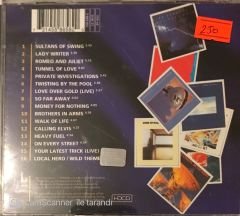 250
1 SULTANS OF SWING
2 LADY WRITER
3 ROMEO AND JULIET
4 TUNNEL OF LOVE
5 PRIVATE INVESTIGATIONS
6 TWISTING BY THE POOL
7 LOVE OVER GOLD (LIVE)
8 SO FAR AWAY
9 MONEY FOR NOTHING
10 BROTHERS IN ARMS
11 WALK OF LIFE
12 CALLING ELVIS
13 HEAVY FUEL
14 ON EVERY STREET
15 YOUR LATEST TRICK (LIVE)
16 LOCAL HERO / WILD THEME
CamScanner ile tarandı
HDCD